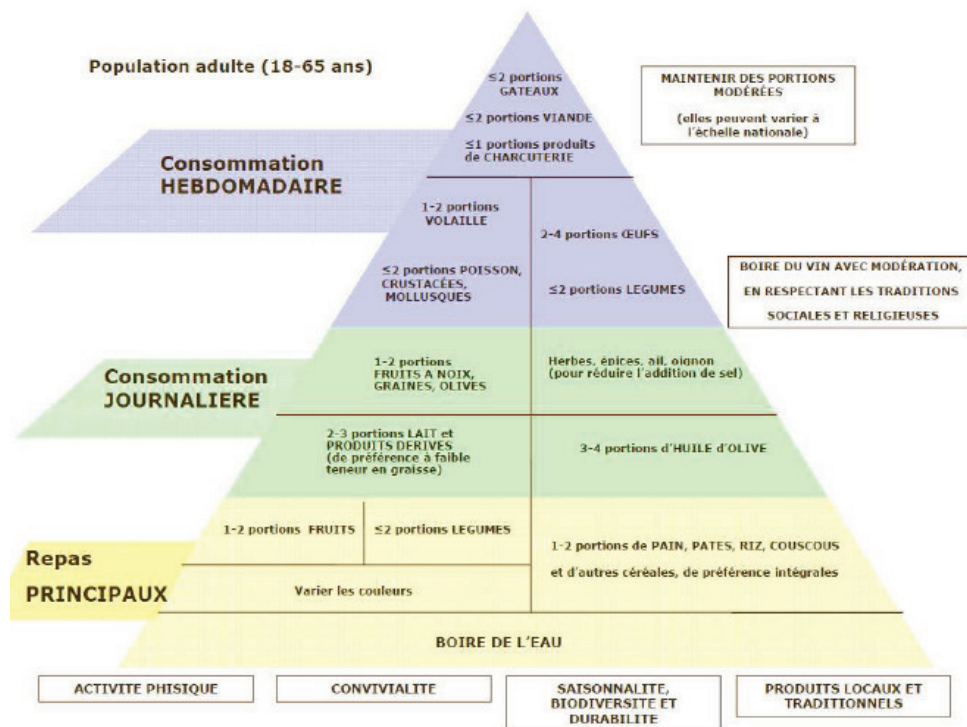 Population adulte (18-65 ans)
≤2 portions
GATEAUX
≤2 portions VIANDE
≤1 portions produits
de CHARCUTERIE
MAINTENIR DES PORTIONS
MODÉRÉES
(elles peuvent varier à
l'échelle nationale)
Consommation
HEBDOMADAIRE
1-2 portions
VOLAILLE
2-4 portions ŒUFS
≤2 portions POISSON,
CRUSTACÉES,
MOLLUSQUES
≤2 portions LEGUMES
BOIRE DU VIN AVEC MODÉRATION,
EN RESPECTANT LES TRADITIONS
SOCIALES ET RELIGIEUSES
Consommation
JOURNALIERE
1-2 portions
FRUITS A NOIX,
GRAINES, OLIVES
Herbes, épices, ail, oignon
(pour réduire l'addition de sel)
2-3 portions LAIT et
PRODUITS DERIVES
(de préférence à faible
teneur en graisse)
3-4 portions d'HUILE d'OLIVE
Repas
PRINCIPAUX
1-2 portions FRUITS
≤2 portions LEGUMES
1-2 portions de PAIN, PATES, RIZ, COUSCOUS
et d'autres céréales, de préférence intégrales
Varier les couleurs
BOIRE DE L'EAU
ACTIVITE PHISIQUE
CONVIVIALITE
SAISONNALITE,
BIODIVERSITE ET
DURABILITE
PRODUITS LOCAUX ET
TRADITIONNELS